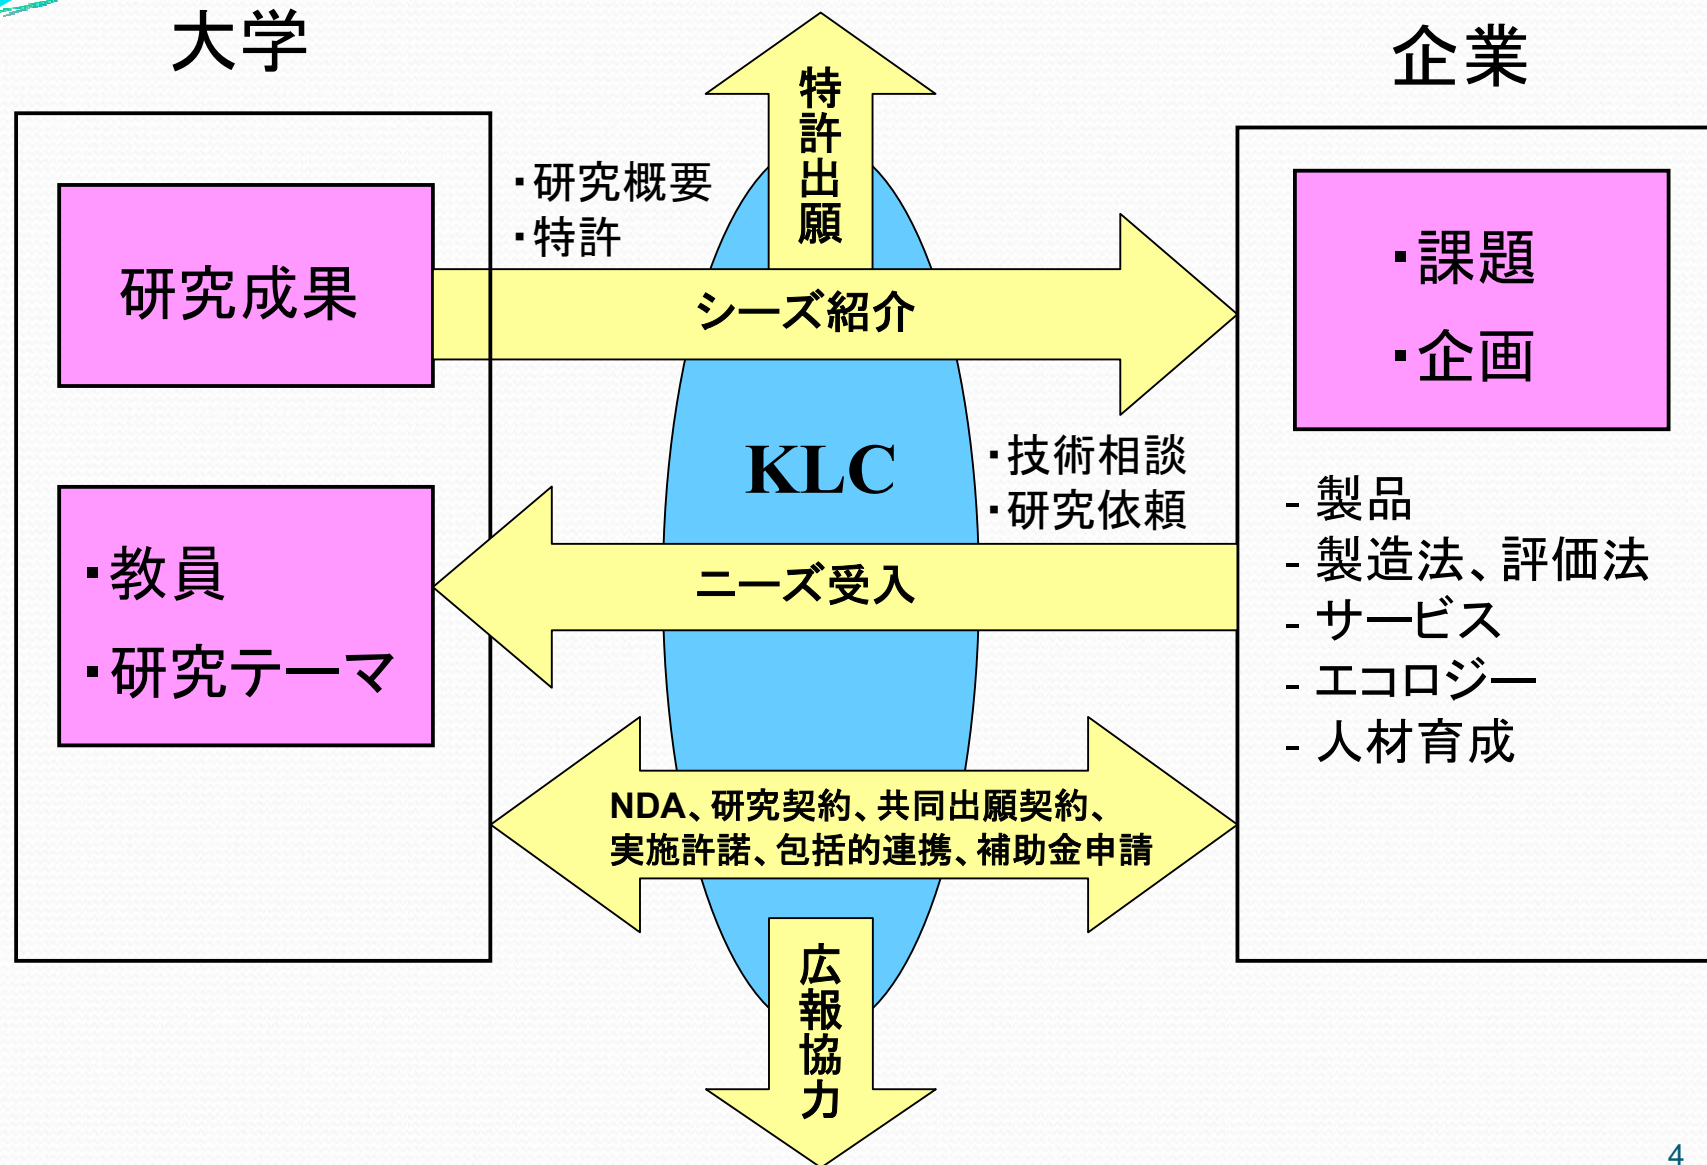 大学
企業
特許出願
・研究概要
・特許
研究成果
シーズ紹介
・課題
・企画
KLC
・技術相談
・研究依頼
・教員
・研究テーマ
ニーズ受入
- 製品
- 製造法、評価法
- サービス
- エコロジー
- 人材育成
NDA、研究契約、共同出願契約、
実施許諾、包括的連携、補助金申請
広報協力
4